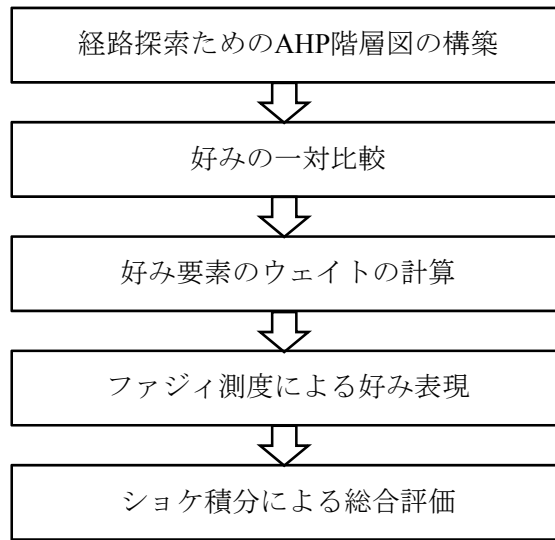 経路探索ためのAHP階層図の構築
好みの一対比較
好み要素のウェイトの計算
ファジィ測度による好み表現
ショケ積分による総合評価